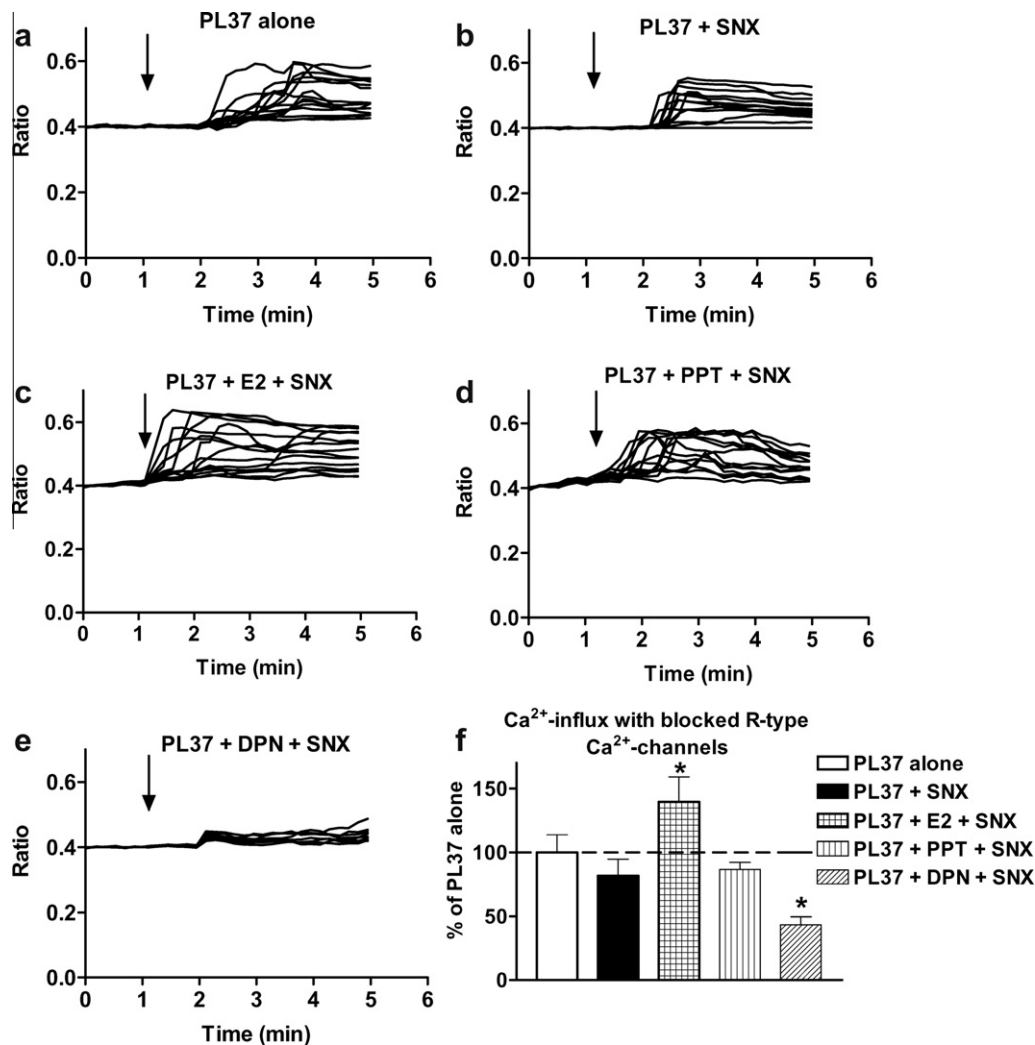 a
PL37 alone
0.6
0.4
0.2
0.0
Ratio
0 1 2 3 4 5 6
Time (min)
b
PL37 + SNX
0.6
0.4
0.2
0.0
Ratio
0 1 2 3 4 5 6
Time (min)
c
PL37 + E2 + SNX
0.6
0.4
0.2
0.0
Ratio
0 1 2 3 4 5 6
Time (min)
d
PL37 + PPT + SNX
0.6
0.4
0.2
0.0
Ratio
0 1 2 3 4 5 6
Time (min)
e
PL37 + DPN + SNX
0.6
0.4
0.2
0.0
Ratio
0 1 2 3 4 5 6
Time (min)
f
Ca²⁺-influx with blocked R-type
Ca²⁺-channels
150
100
50
0
% of PL37 alone
*
*
PL37 alone
PL37 + SNX
PL37 + E2 + SNX
PL37 + PPT + SNX
PL37 + DPN + SNX